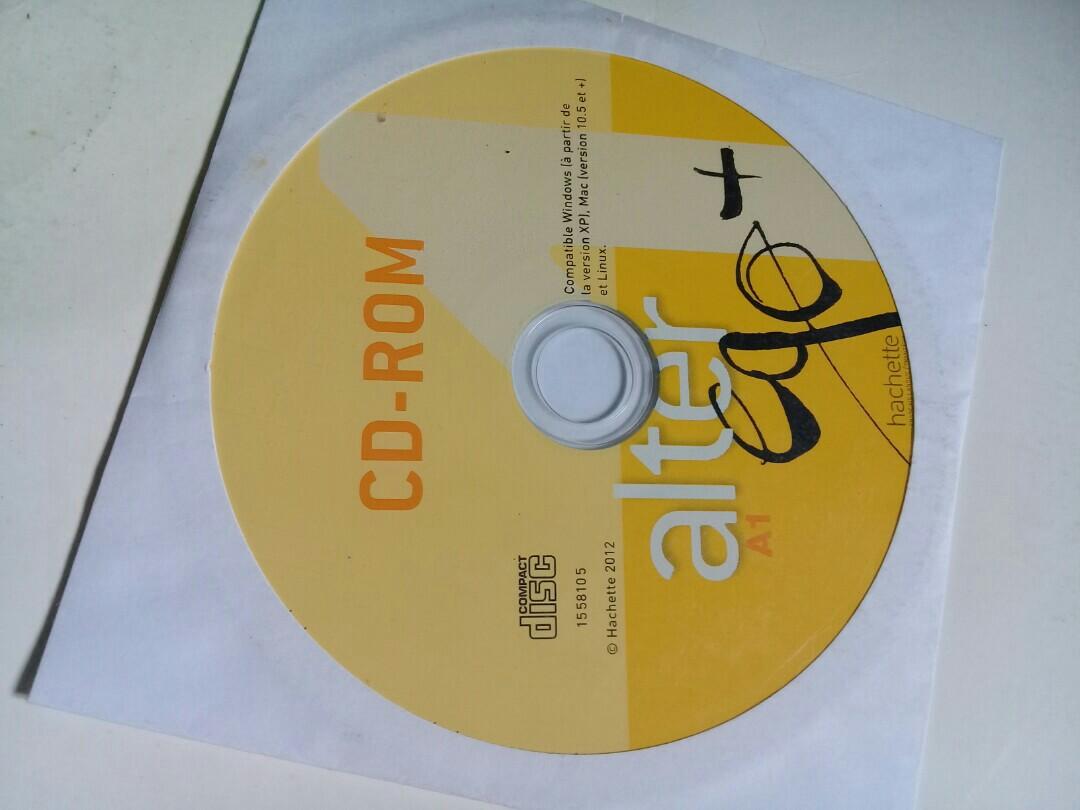 CD-ROM
COMPACT
disc
1558105
© Hachette 2012
Compatible Windows (à partir de
la version XP), Mac (version 10.5 et +)
et Linux.
alter
ego +
A1
hachette